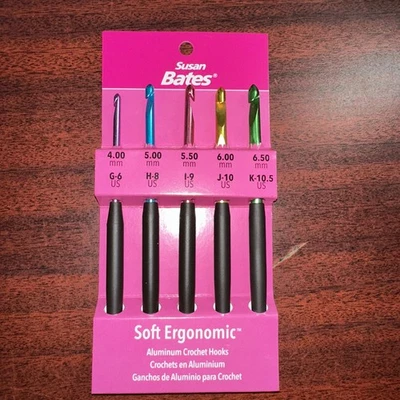 Susan
Bates®
4.00 5.00 5.50 6.00 6.50
mm mm mm mm mm
G-6 H-8 I-9 J-10 K-10.5
US US US US US
Soft Ergonomic™
Aluminum Crochet Hooks
Crochets en Aluminium
Ganchos de Aluminio para Crochet